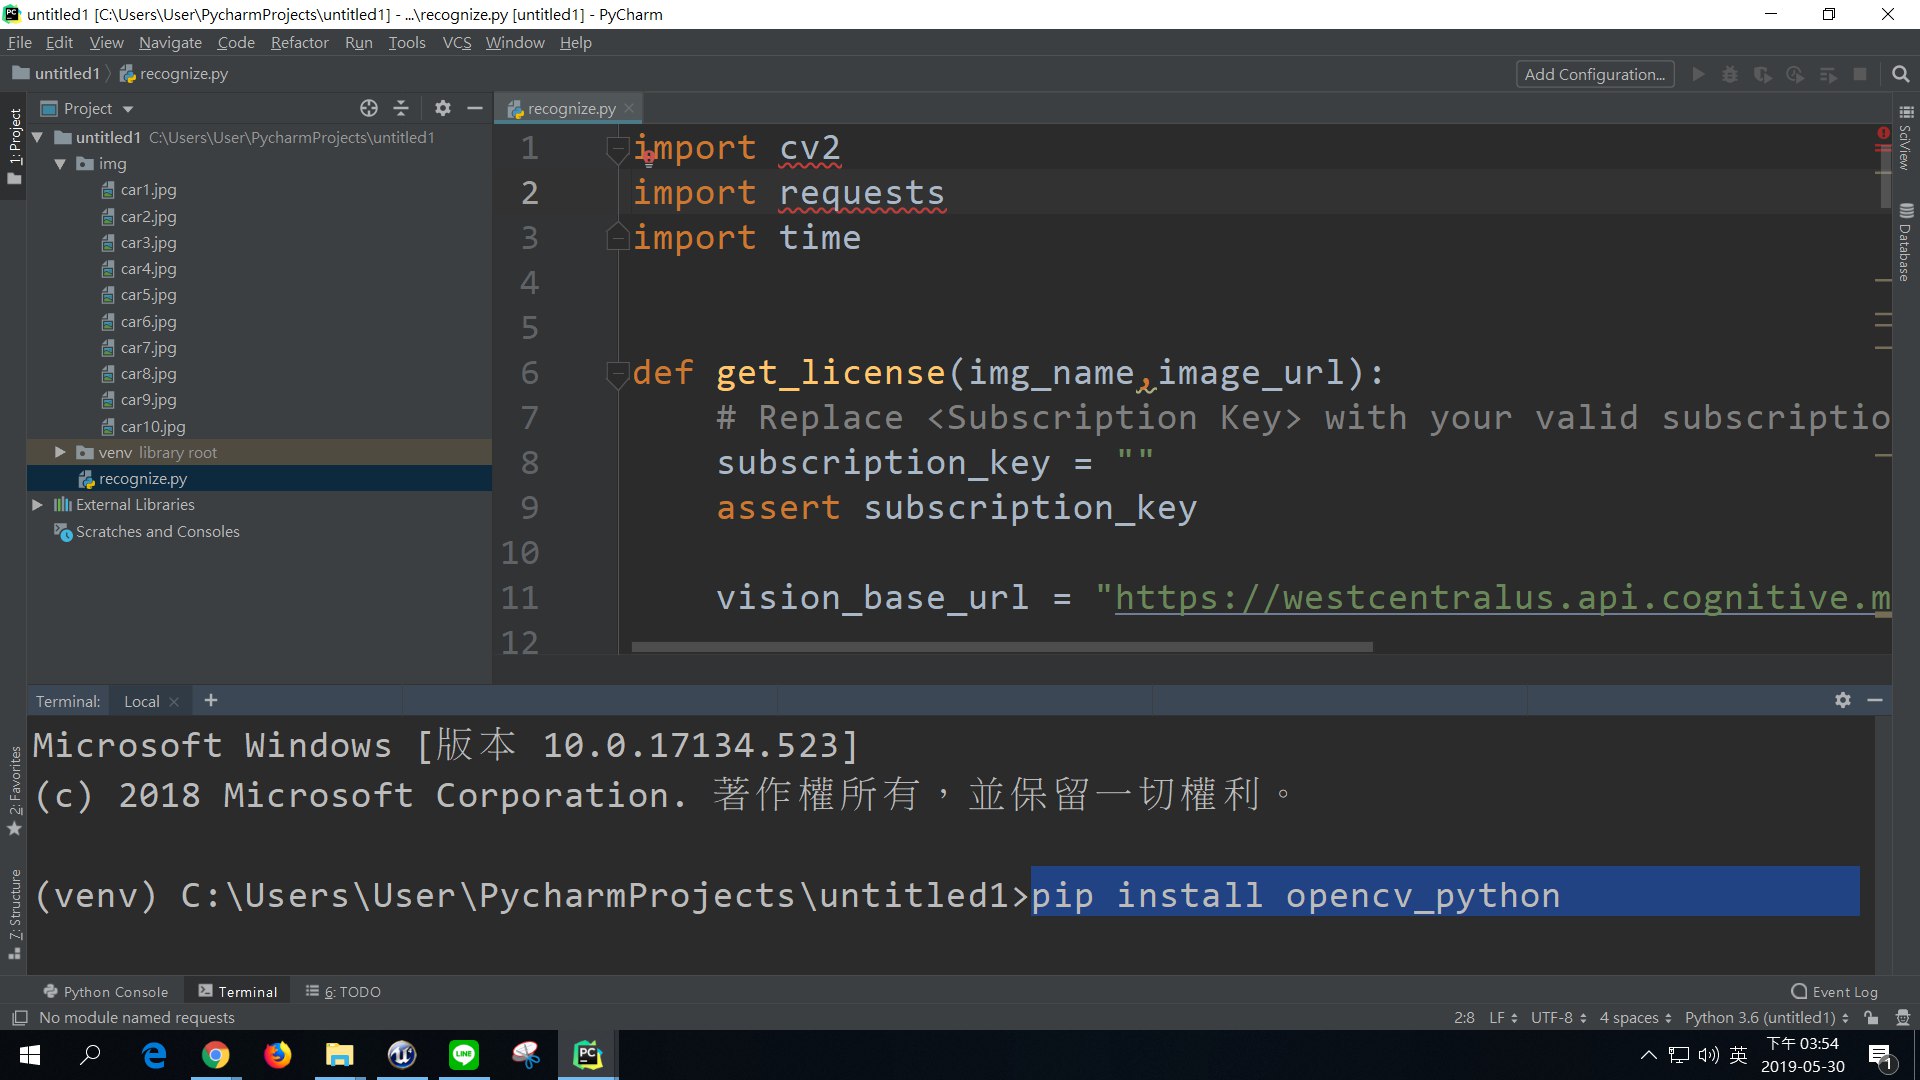 untitled1 [C:\Users\User\PycharmProjects\untitled1] - ...\recognize.py [untitled1] - PyCharm
File Edit View Navigate Code Refactor Run Tools VCS Window Help
untitled1 recognize.py
Add Configuration...
1: Project
Project
recognize.py
untitled1 C:\Users\User\PycharmProjects\untitled1
img
car1.jpg
car2.jpg
car3.jpg
car4.jpg
car5.jpg
car6.jpg
car7.jpg
car8.jpg
car9.jpg
car10.jpg
venv library root
recognize.py
External Libraries
Scratches and Consoles
1 import cv2
2 import requests
3 import time
4
5
6 def get_license(img_name,image_url):
7 # Replace <Subscription Key> with your valid subscriptio
8 subscription_key = ""
9 assert subscription_key
10
11 vision_base_url = "https://westcentralus.api.cognitive.m
12
SciView
Database
Terminal: Local
Microsoft Windows [版本 10.0.17134.523]
(c) 2018 Microsoft Corporation. 著作權所有，並保留一切權利。
(venv) C:\Users\User\PycharmProjects\untitled1>pip install opencv_python
2: Favorites
7: Structure
Python Console Terminal 6: TODO
Event Log
No module named requests
2:8 LF UTF-8 4 spaces Python 3.6 (untitled1)
PC
LINE
英
下午 03:54
2019-05-30
1